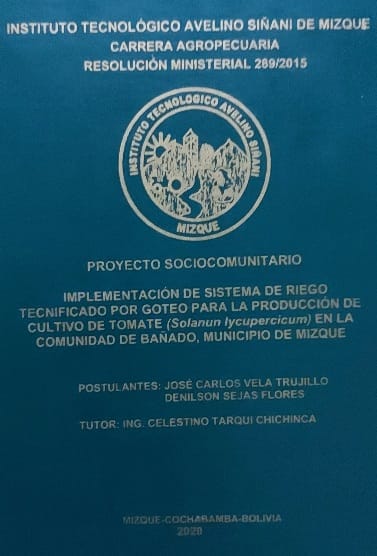 INSTITUTO TECNOLÓGICO AVELINO SIÑANI DE MIZQUE
CARRERA AGROPECUARIA
RESOLUCIÓN MINISTERIAL 289/2015
INSTITUTO TECNOLOGICO AVELINO SIÑANI
MIZQUE
PROYECTO SOCIOCOMUNITARIO
IMPLEMENTACIÓN DE SISTEMA DE RIEGO
TECNIFICADO POR GOTEO PARA LA PRODUCCIÓN DE
CULTIVO DE TOMATE (Solanun lycupercicum) EN LA
COMUNIDAD DE BAÑADO, MUNICIPIO DE MIZQUE
POSTULANTES: JOSÉ CARLOS VELA TRUJILLO
DENILSON SEJAS FLORES
TUTOR: ING. CELESTINO TARQUI CHICHINCA
MIZQUE-COCHABAMBA-BOLIVIA
2020